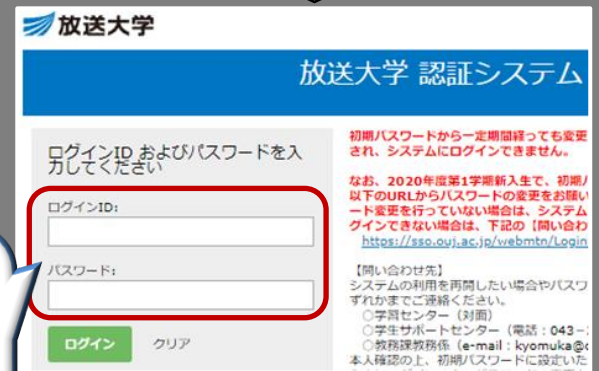 放送大学
放送大学 認証システム
ログインID およびパスワードを入
力してください
ログインID:
パスワード:
ログイン クリア
初期パスワードから一定期間経っても変更
され、システムにログインできません。
なお、2020年度第1学期新入生で、初期パ
以下のURLからパスワードの変更をお願い
ード変更を行っていない場合は、システム
グインできない場合は、下記の【問い合わ
https://sso.ouj.ac.jp/webmtn/Login
【問い合わせ先】
システムの利用を再開したい場合やパスワ
ずれかまでご連絡ください。
○学習センター（対面）
○学生サポートセンター（電話：043-
○教務課教務係（e-mail：kyomuka@
本人確認の上、初期パスワードに設定いた